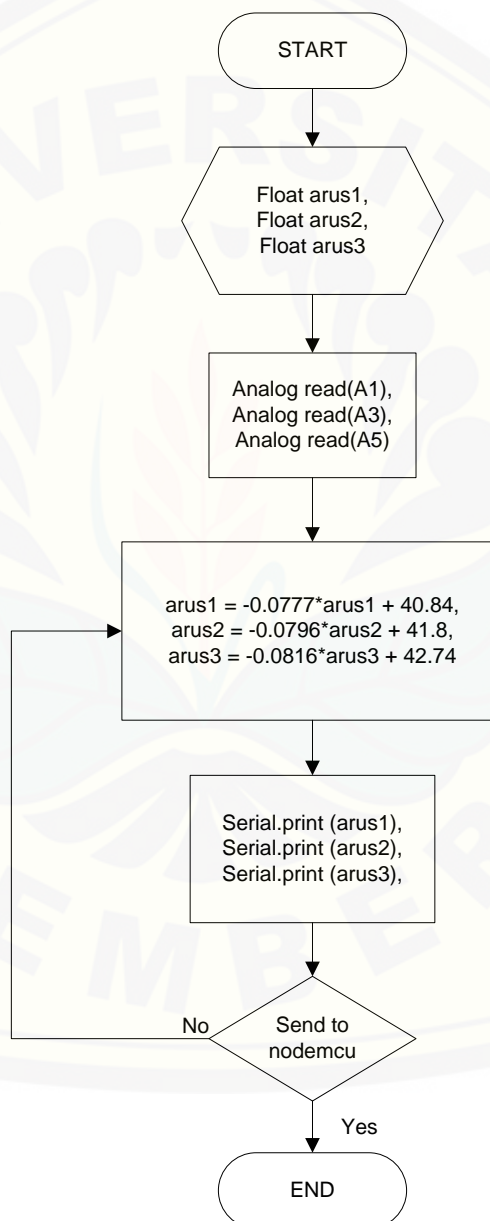 START
Float arus1,
Float arus2,
Float arus3
Analog read(A1),
Analog read(A3),
Analog read(A5)
arus1 = -0.0777*arus1 + 40.84,
arus2 = -0.0796*arus2 + 41.8,
arus3 = -0.0816*arus3 + 42.74
Serial.print (arus1),
Serial.print (arus2),
Serial.print (arus3),
No
Send to
nodemcu
Yes
END